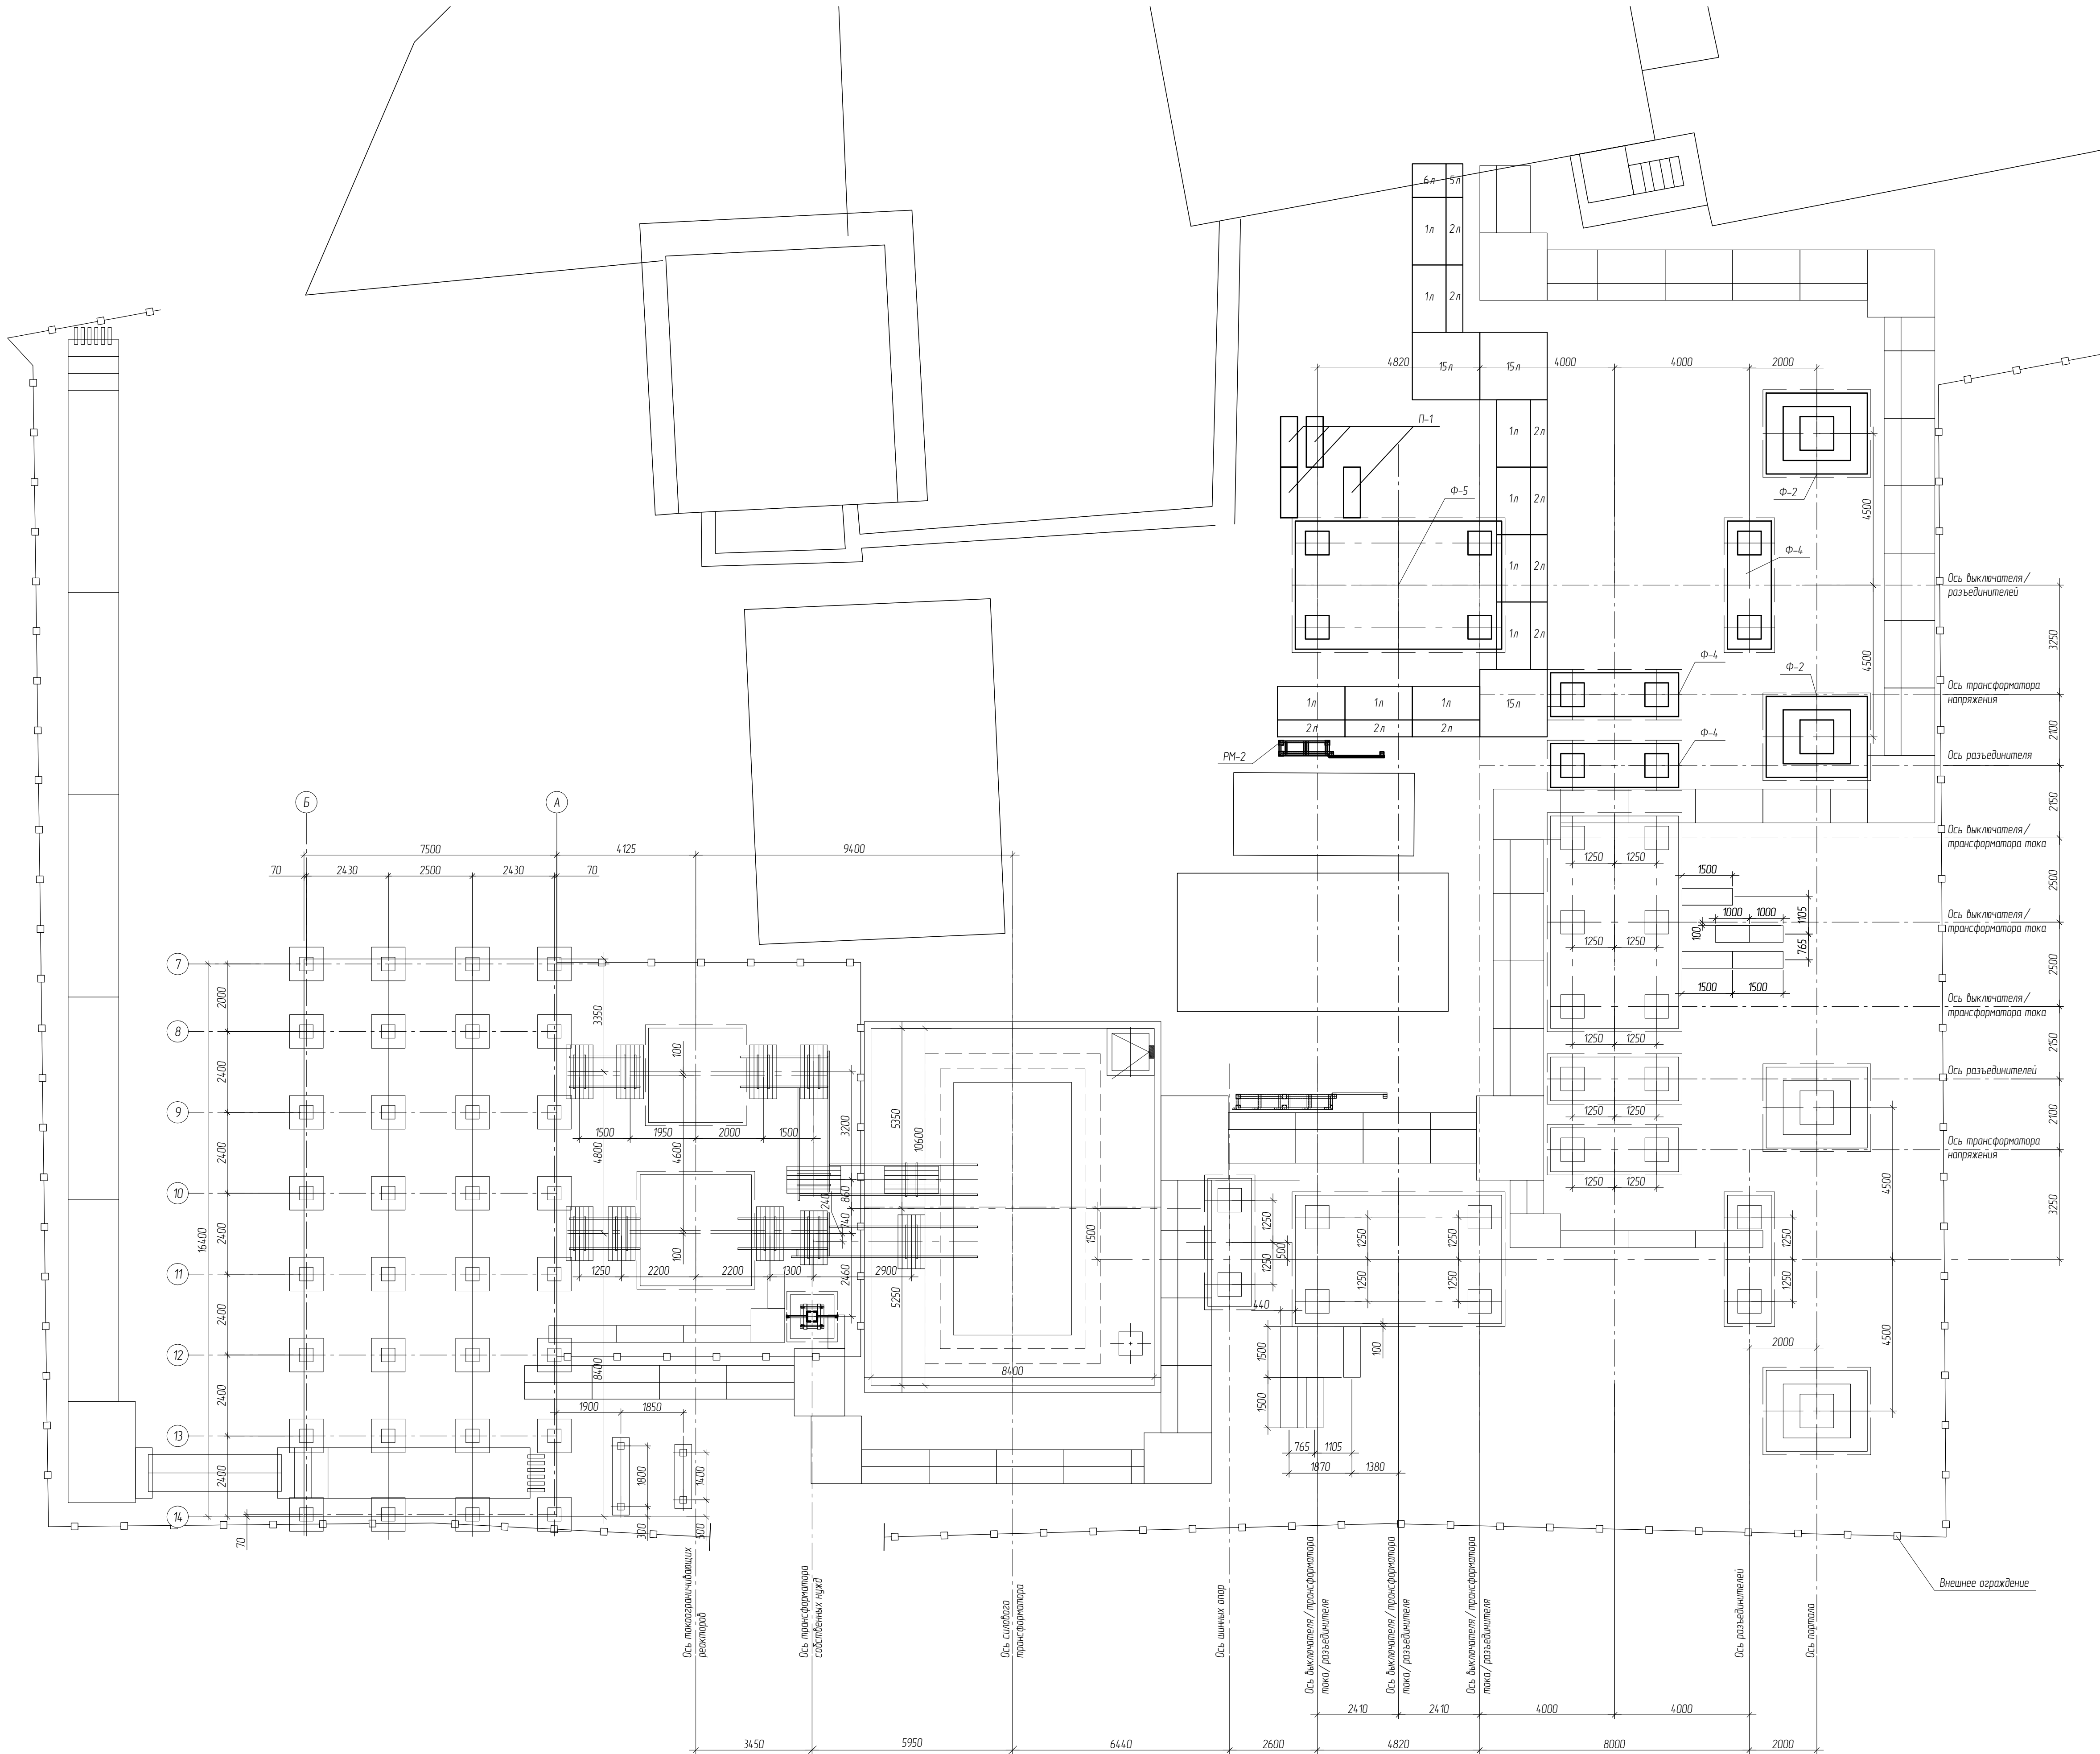 6л 5л
1л 2л
1л 2л
4820 15л 15л 4000 4000 2000
П-1
1л 2л
Ф-5
Ф-2
1л 2л
4500
Ф-4
1л 2л
Ось выключателя/
разъединителей
1л 2л
3250
4500
Ф-4
Ф-2
Ось трансформатора
напряжения
1л 1л 1л 15л
2л 2л 2л
2100
РМ-2
Ф-4
Ось разъединителя
2150
Б А
Ось выключателя/
трансформатора тока
7500 4125 9400
1250 1250
70 2430 2500 2430 70
1500
2500
1000 1000
1105
Ось выключателя/
трансформатора тока
100
1250 1250
765
7
2500
1500 1500
2000
Ось выключателя/
трансформатора тока
3350
8
1250 1250
100
2150
2400
5350
10600
Ось разъединителей
9
3200
1250 1250
2100
1500 1950 2000 1500
4800
4600
2400
Ось трансформатора
напряжения
10
860
240
1250 1250
4500
3250
740
1500
1250
1250
1250
1250
16400
2400
100
500
11
1250 2200 2200 1300 2900
2460
5250
1250
1250
1250
1250
440
2400
12
8400
8400
1500
100
2000
4500
2400
1900 1850
1500
13
765 1105
1870 1380
2400
1800
1400
14
70
300
500
Внешнее ограждение
Ось токоограничивающих
реакторов
Ось трансформатора
собственных нужд
Ось силового
трансформатора
Ось шинных опор
Ось выключателя/трансформатора
тока/разъединителя
Ось выключателя/трансформатора
тока/разъединителя
Ось выключателя/трансформатора
тока/разъединителя
Ось разъединителей
Ось портала
2410 2410 4000 4000
3450 5950 6440 2600 4820 8000 2000